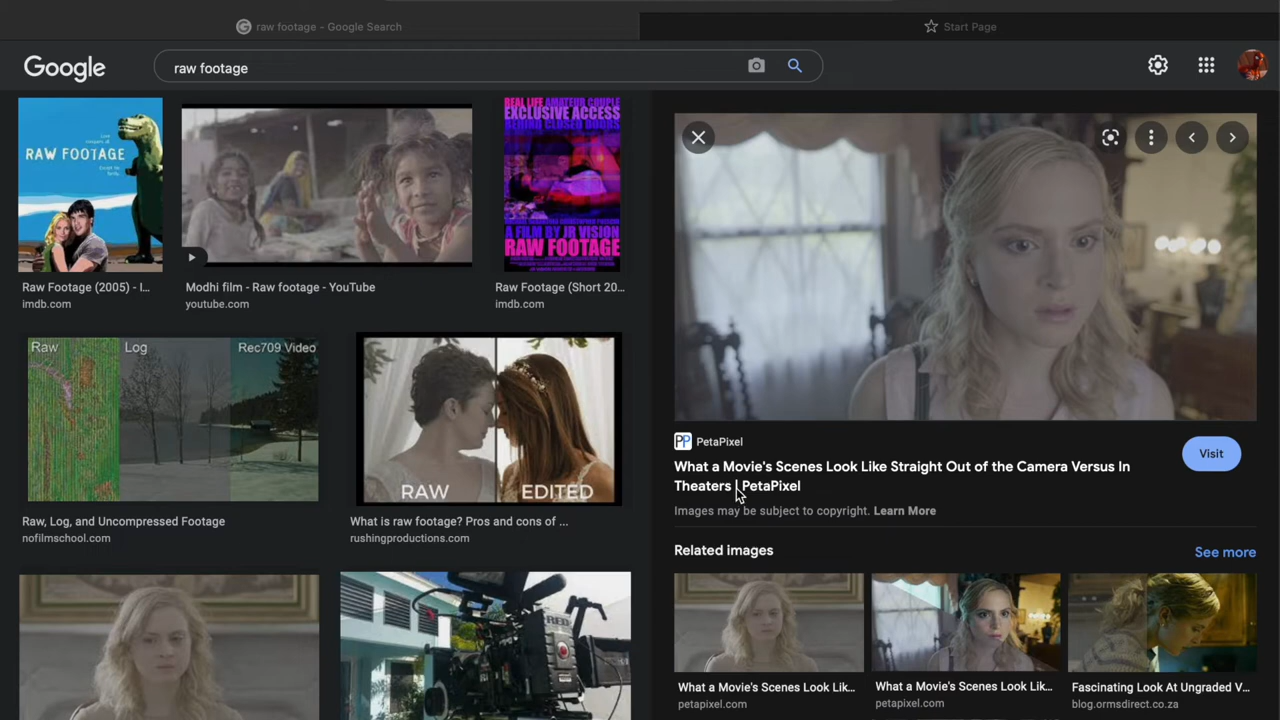 raw footage - Google Search
Start Page
Google
raw footage
LOVE
RAW FOOTAGE
REAL LIFE AMATEUR COUPLE
EXCLUSIVE ACCESS
BEHIND CLOSED DOORS
A FILM BY JR VISION
RAW FOOTAGE
Raw Footage (2005) - I...
imdb.com
Modhi film - Raw footage - YouTube
youtube.com
Raw Footage (Short 20...
imdb.com
Raw
Log
Rec709 Video
RAW
EDITED
Raw, Log, and Uncompressed Footage
nofilmschool.com
What is raw footage? Pros and cons of ...
rushingproductions.com
RED
PP PetaPixel
What a Movie's Scenes Look Like Straight Out of the Camera Versus In
Theaters | PetaPixel
Visit
Images may be subject to copyright. Learn More
Related images
See more
What a Movie's Scenes Look Lik...
petapixel.com
What a Movie's Scenes Look Lik...
petapixel.com
Fascinating Look At Ungraded V...
blog.ormsdirect.co.za